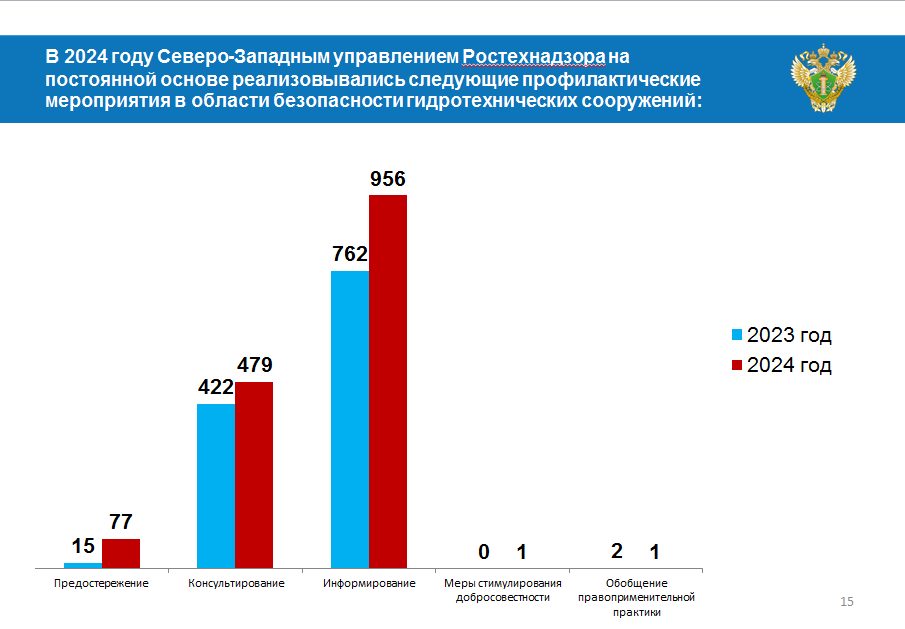 В 2024 году Северо-Западным управлением Ростехнадзора на
постоянной основе реализовывались следующие профилактические
мероприятия в области безопасности гидротехнических сооружений:
956
762
479
422
77
15
0
1
2
1
2023 год
2024 год
Предостережение
Консультирование
Информирование
Меры стимулирования
добросовестности
Обобщение
правоприменительной
практики
15